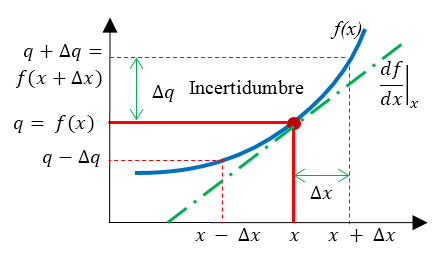 f(x)
q + Δq =
f(x + Δx)
df
dx|ₓ
Δq
Incertidumbre
q = f(x)
q − Δq
Δx
x − Δx
x
x + Δx